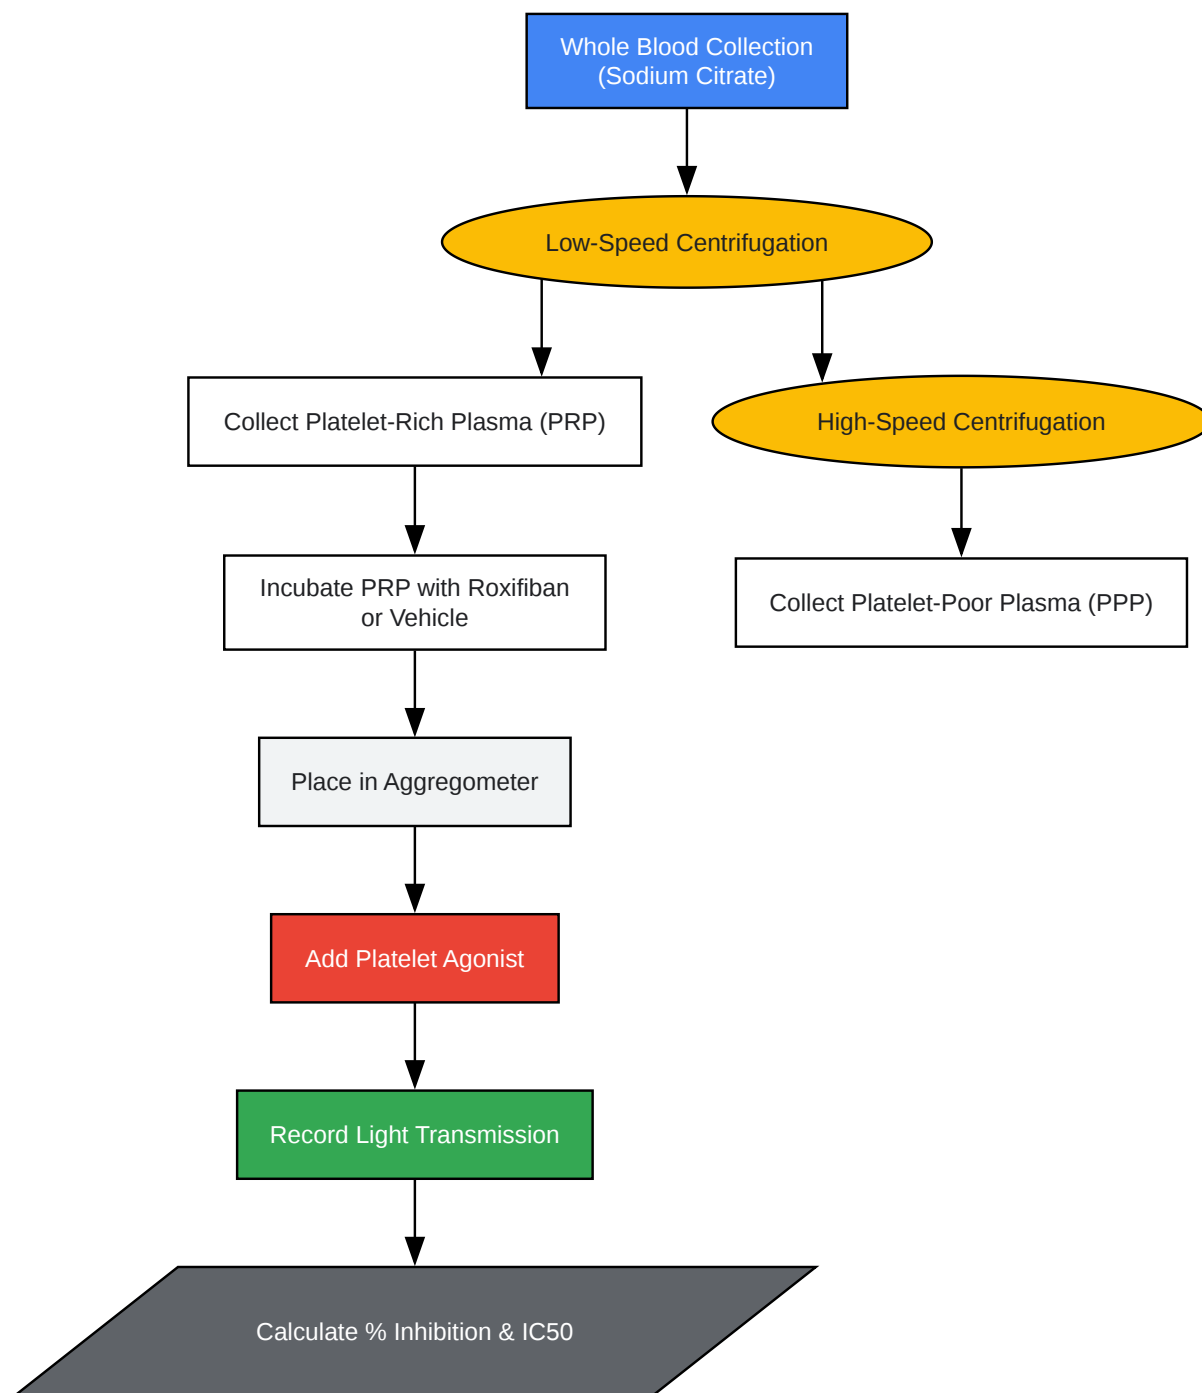 Whole Blood Collection
(Sodium Citrate)
Low-Speed Centrifugation
Collect Platelet-Rich Plasma (PRP)
High-Speed Centrifugation
Incubate PRP with Roxifiban
or Vehicle
Collect Platelet-Poor Plasma (PPP)
Place in Aggregometer
Add Platelet Agonist
Record Light Transmission
Calculate % Inhibition & IC50